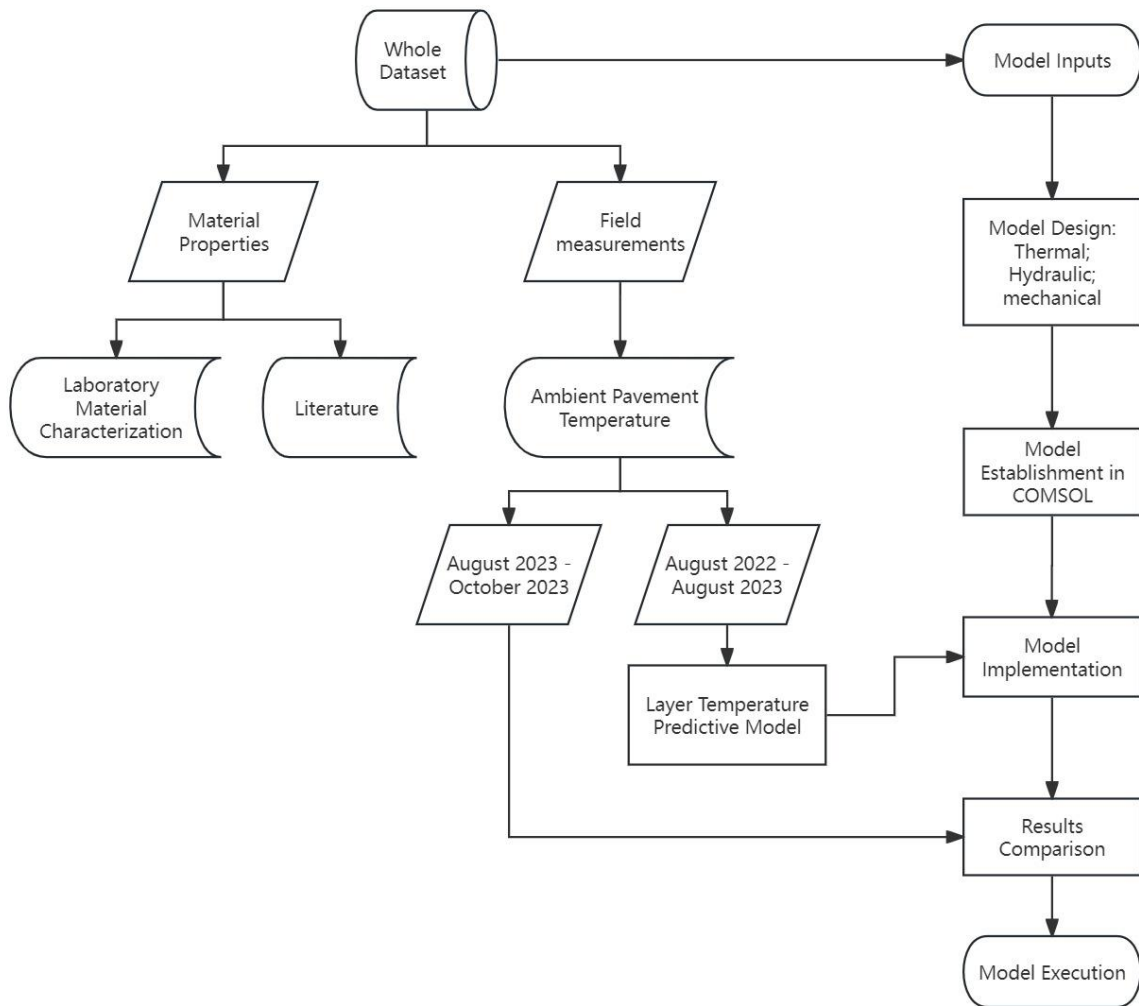 Whole
Dataset
Model Inputs
Material
Properties
Field
measurements
Model Design:
Thermal;
Hydraulic;
mechanical
Laboratory
Material
Characterization
Literature
Ambient Pavement
Temperature
Model
Establishment in
COMSOL
August 2023 -
October 2023
August 2022 -
August 2023
Model
Implementation
Layer Temperature
Predictive Model
Results
Comparison
Model Execution